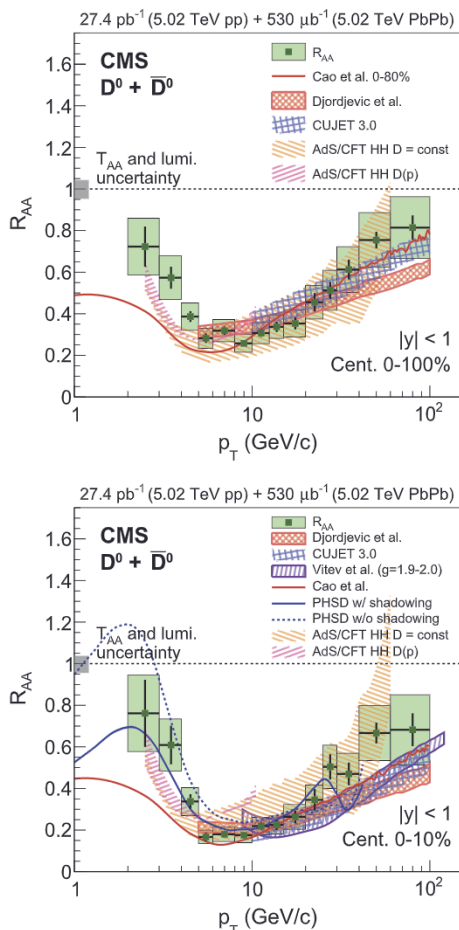 27.4 pb⁻¹ (5.02 TeV pp) + 530 μb⁻¹ (5.02 TeV PbPb)
CMS
D⁰ + D̅⁰
R_AA
Cao et al. 0-80%
Djordjevic et al.
CUJET 3.0
AdS/CFT HH D = const
AdS/CFT HH D(p)
T_AA and lumi.
uncertainty
R_AA
1.6
1.4
1.2
1
0.8
0.6
0.4
0.2
0
|y| < 1
Cent. 0-100%
1
10
10²
p_T (GeV/c)
27.4 pb⁻¹ (5.02 TeV pp) + 530 μb⁻¹ (5.02 TeV PbPb)
CMS
D⁰ + D̅⁰
R_AA
Djordjevic et al.
CUJET 3.0
Vitev et al. (g=1.9-2.0)
Cao et al.
PHSD w/ shadowing
PHSD w/o shadowing
AdS/CFT HH D = const
AdS/CFT HH D(p)
T_AA and lumi.
uncertainty
R_AA
1.6
1.4
1.2
1
0.8
0.6
0.4
0.2
0
|y| < 1
Cent. 0-10%
1
10
10²
p_T (GeV/c)